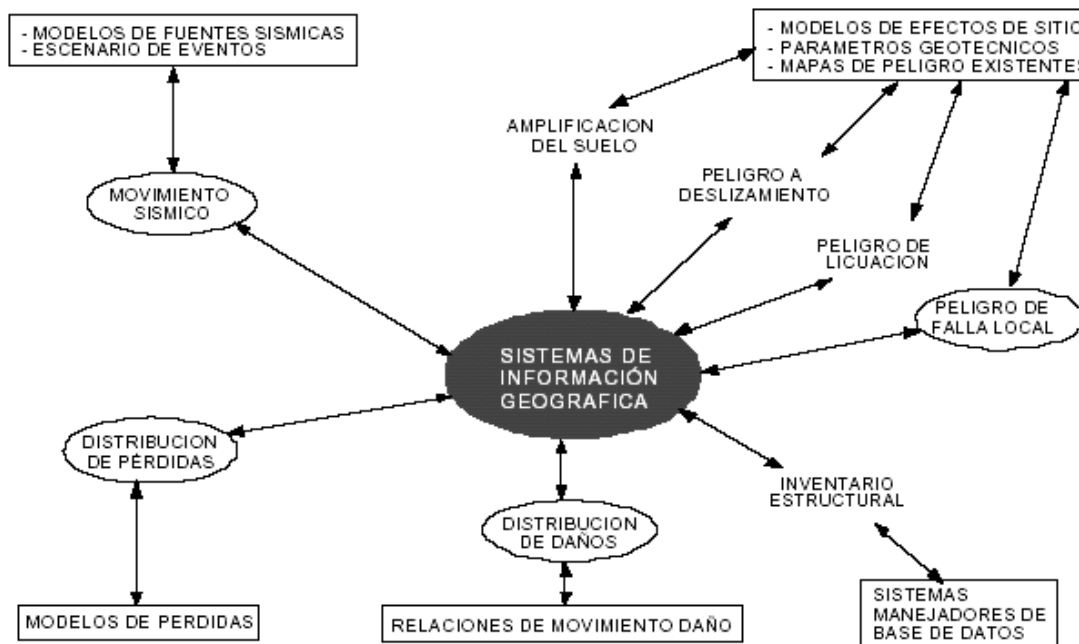 - MODELOS DE FUENTES SISMICAS
- ESCENARIO DE EVENTOS
- MODELOS DE EFECTOS DE SITIO
- PARAMETROS GEOTECNICOS
- MAPAS DE PELIGRO EXISTENTES
AMPLIFICACION
DEL SUELO
PELIGRO A
DESLIZAMIENTO
MOVIMIENTO
SISMICO
PELIGRO DE
LICUACION
PELIGRO DE
FALLA LOCAL
SISTEMAS DE
INFORMACIÓN
GEOGRAFICA
DISTRIBUCION
DE PÉRDIDAS
INVENTARIO
ESTRUCTURAL
DISTRIBUCION
DE DAÑOS
MODELOS DE PERDIDAS
RELACIONES DE MOVIMIENTO DAÑO
SISTEMAS
MANEJADORES DE
BASE DE DATOS